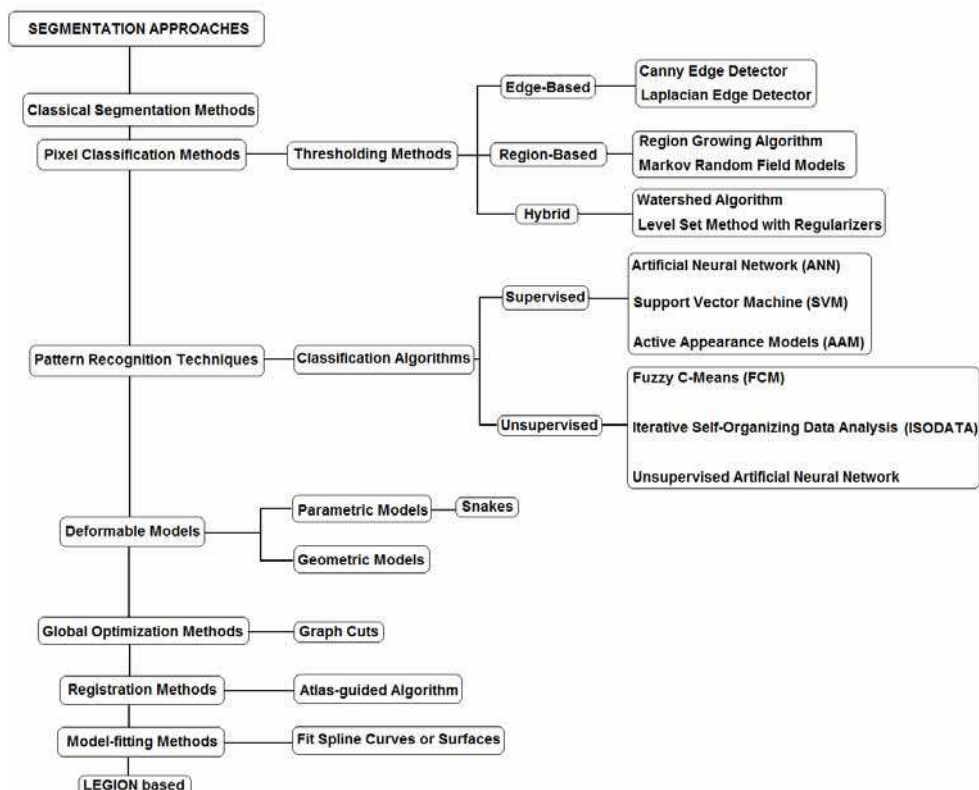 SEGMENTATION APPROACHES
Classical Segmentation Methods
Pixel Classification Methods
Thresholding Methods
Edge-Based
Canny Edge Detector
Laplacian Edge Detector
Region-Based
Region Growing Algorithm
Markov Random Field Models
Hybrid
Watershed Algorithm
Level Set Method with Regularizers
Pattern Recognition Techniques
Classification Algorithms
Supervised
Artificial Neural Network (ANN)
Support Vector Machine (SVM)
Active Appearance Models (AAM)
Unsupervised
Fuzzy C-Means (FCM)
Iterative Self-Organizing Data Analysis (ISODATA)
Unsupervised Artificial Neural Network
Deformable Models
Parametric Models
Snakes
Geometric Models
Global Optimization Methods
Graph Cuts
Registration Methods
Atlas-guided Algorithm
Model-fitting Methods
Fit Spline Curves or Surfaces
LEGION based